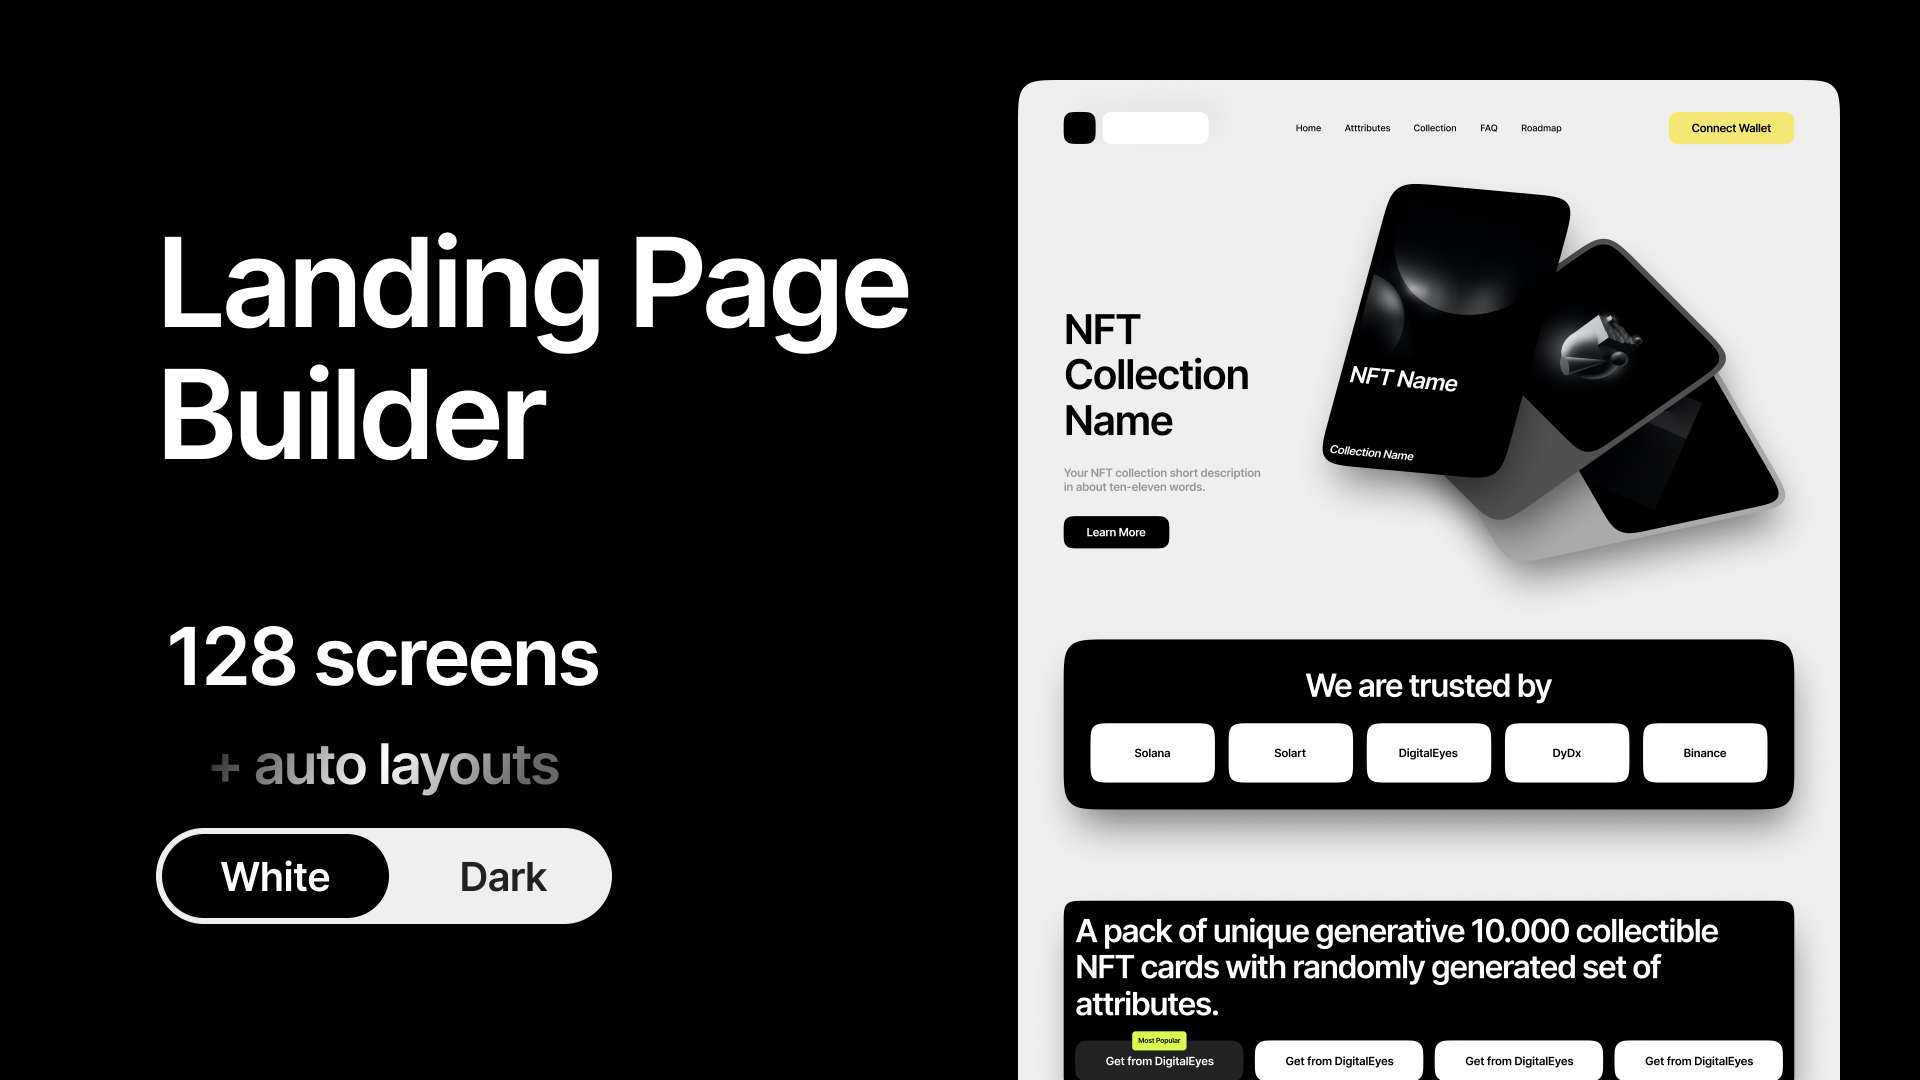 Landing Page
Builder
128 screens
+ auto layouts
White
Dark
Home
Atttributes
Collection
FAQ
Roadmap
Connect Wallet
NFT
Collection
Name
Your NFT collection short description
in about ten-eleven words.
Learn More
NFT Name
Collection Name
We are trusted by
Solana
Solart
DigitalEyes
DyDx
Binance
A pack of unique generative 10.000 collectible
NFT cards with randomly generated set of
attributes.
Most Popular
Get from DigitalEyes
Get from DigitalEyes
Get from DigitalEyes
Get from DigitalEyes